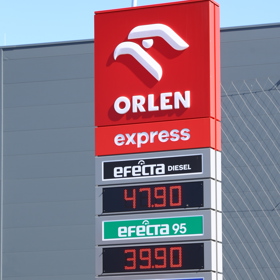 ORLEN
express
efecta DIESEL
47.90
efecta 95
39.90